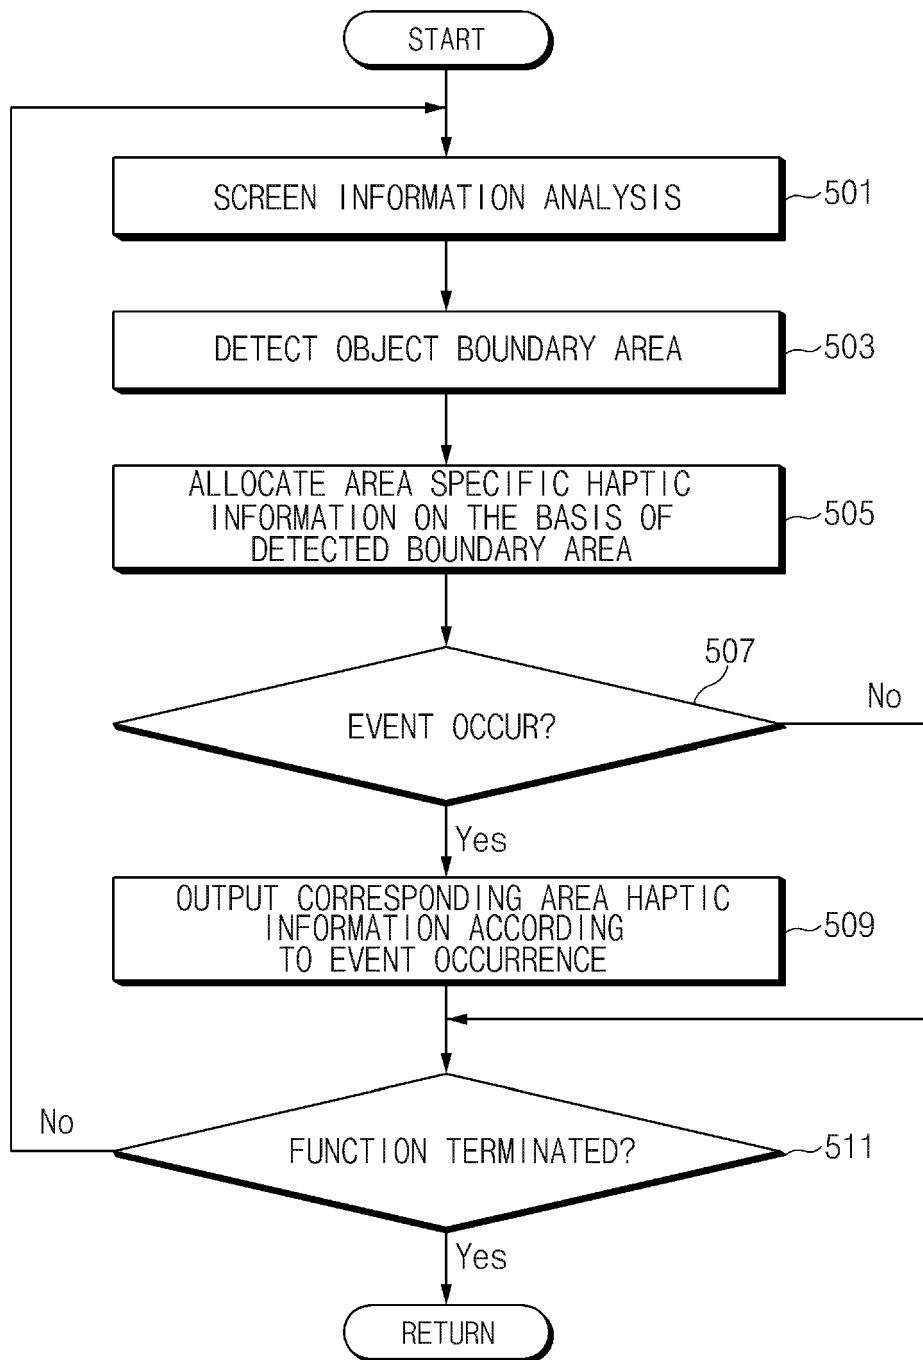 START
SCREEN INFORMATION ANALYSIS
501
DETECT OBJECT BOUNDARY AREA
503
ALLOCATE AREA SPECIFIC HAPTIC
INFORMATION ON THE BASIS OF
DETECTED BOUNDARY AREA
505
507
EVENT OCCUR?
No
Yes
OUTPUT CORRESPONDING AREA HAPTIC
INFORMATION ACCORDING
TO EVENT OCCURRENCE
509
No
FUNCTION TERMINATED?
511
Yes
RETURN